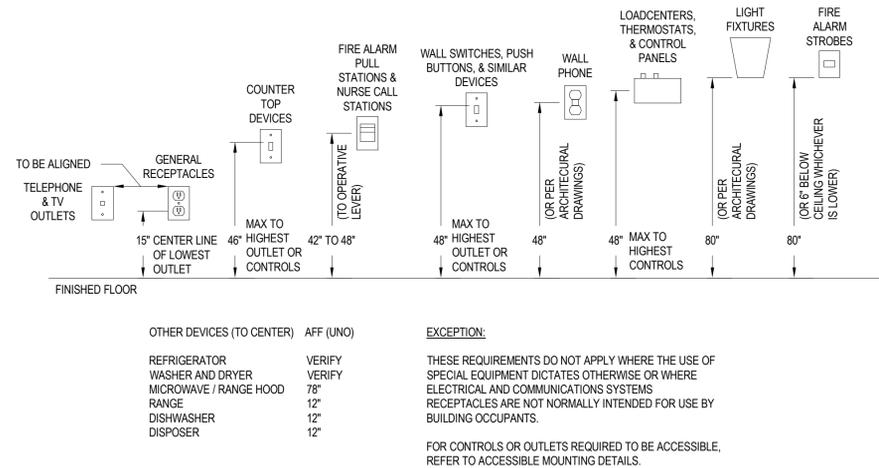 TO BE ALIGNED
TELEPHONE
& TV
OUTLETS
GENERAL
RECEPTACLES
15" CENTER LINE
OF LOWEST
OUTLET
COUNTER
TOP
DEVICES
46" MAX TO
HIGHEST
OUTLET OR
CONTROLS
FIRE ALARM
PULL
STATIONS &
NURSE CALL
STATIONS
(TO OPERATIVE
LEVER)
42" TO 48"
WALL SWITCHES, PUSH
BUTTONS, & SIMILAR
DEVICES
48" MAX TO
HIGHEST
OUTLET OR
CONTROLS
WALL
PHONE
(OR PER
ARCHITECURAL
DRAWINGS)
48"
LOADCENTERS,
THERMOSTATS,
& CONTROL
PANELS
48" MAX TO
HIGHEST
CONTROLS
LIGHT
FIXTURES
(OR PER
ARCHITECURAL
DRAWINGS)
80"
FIRE
ALARM
STROBES
(OR 6" BELOW
CEILING WHICHEVER
IS LOWER)
80"
FINISHED FLOOR
OTHER DEVICES (TO CENTER) AFF (UNO)
REFRIGERATOR VERIFY
WASHER AND DRYER VERIFY
MICROWAVE / RANGE HOOD 78"
RANGE 12"
DISHWASHER 12"
DISPOSER 12"
EXCEPTION:
THESE REQUIREMENTS DO NOT APPLY WHERE THE USE OF
SPECIAL EQUIPMENT DICTATES OTHERWISE OR WHERE
ELECTRICAL AND COMMUNICATIONS SYSTEMS
RECEPTACLES ARE NOT NORMALLY INTENDED FOR USE BY
BUILDING OCCUPANTS.
FOR CONTROLS OR OUTLETS REQUIRED TO BE ACCESSIBLE,
REFER TO ACCESSIBLE MOUNTING DETAILS.